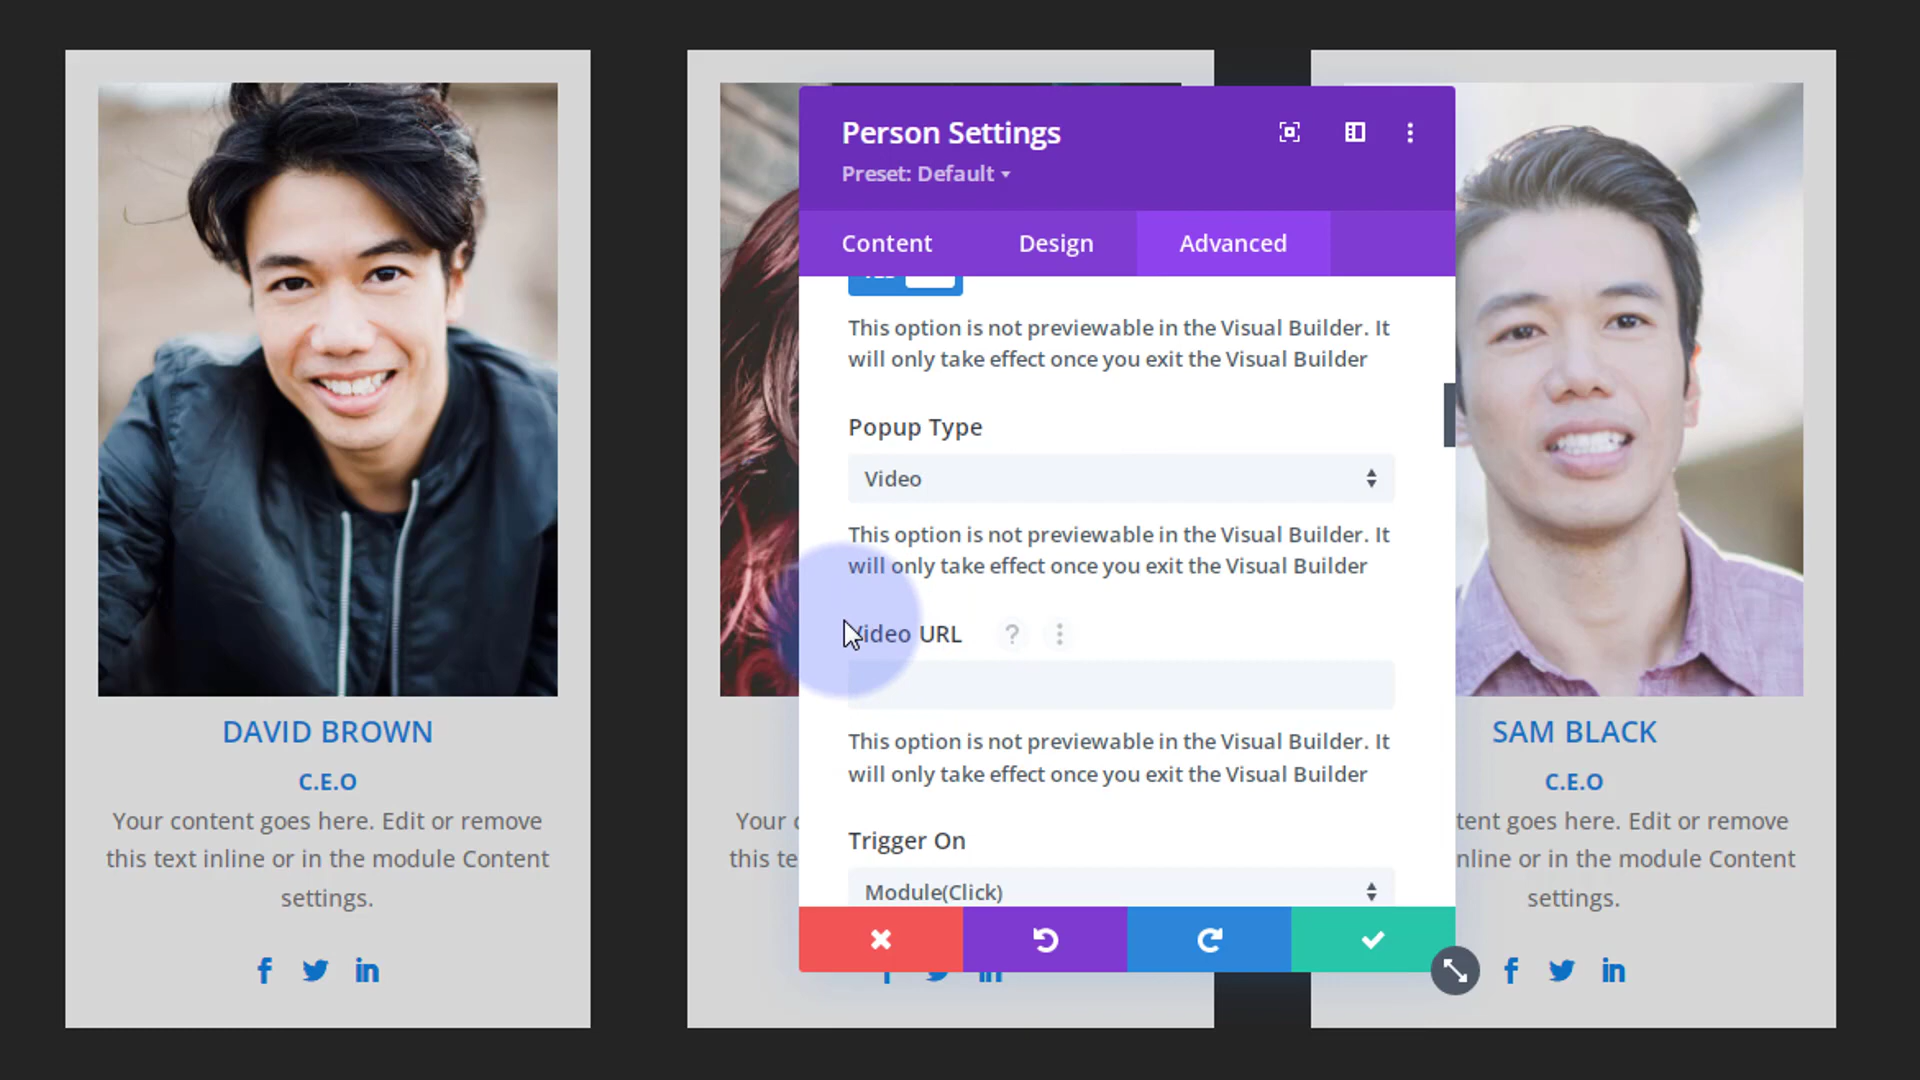 Person Settings
Preset: Default
Content
Design
Advanced
This option is not previewable in the Visual Builder. It
will only take effect once you exit the Visual Builder
Popup Type
Video
This option is not previewable in the Visual Builder. It
will only take effect once you exit the Visual Builder
Video URL
?
This option is not previewable in the Visual Builder. It
will only take effect once you exit the Visual Builder
Trigger On
Module(Click)
DAVID BROWN
C.E.O
Your content goes here. Edit or remove
this text inline or in the module Content
settings.
Your
this
SAM BLACK
C.E.O
goes here. Edit or remove
or in the module Content
settings.